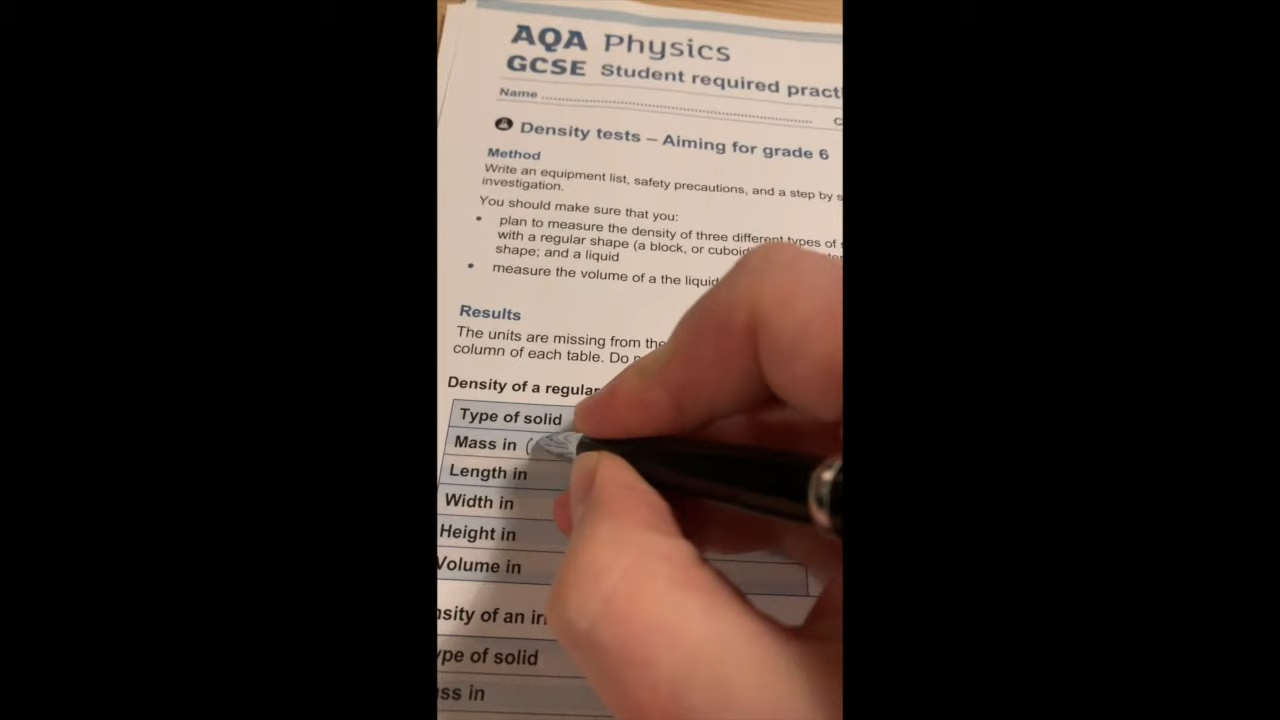 AQA Physics
GCSE Student required pract
Name
Density tests – Aiming for grade 6
Method
Write an equipment list, safety precautions, and a step by s
investigation.
You should make sure that you:
• plan to measure the density of three different types of
with a regular shape (a block, or cuboid
shape; and a liquid
• measure the volume of a the liquid
Results
The units are missing from the
column of each table. Do
Density of a regular
Type of solid
Mass in (
Length in
Width in
Height in
Volume in
nsity of an irr
ype of solid
ss in